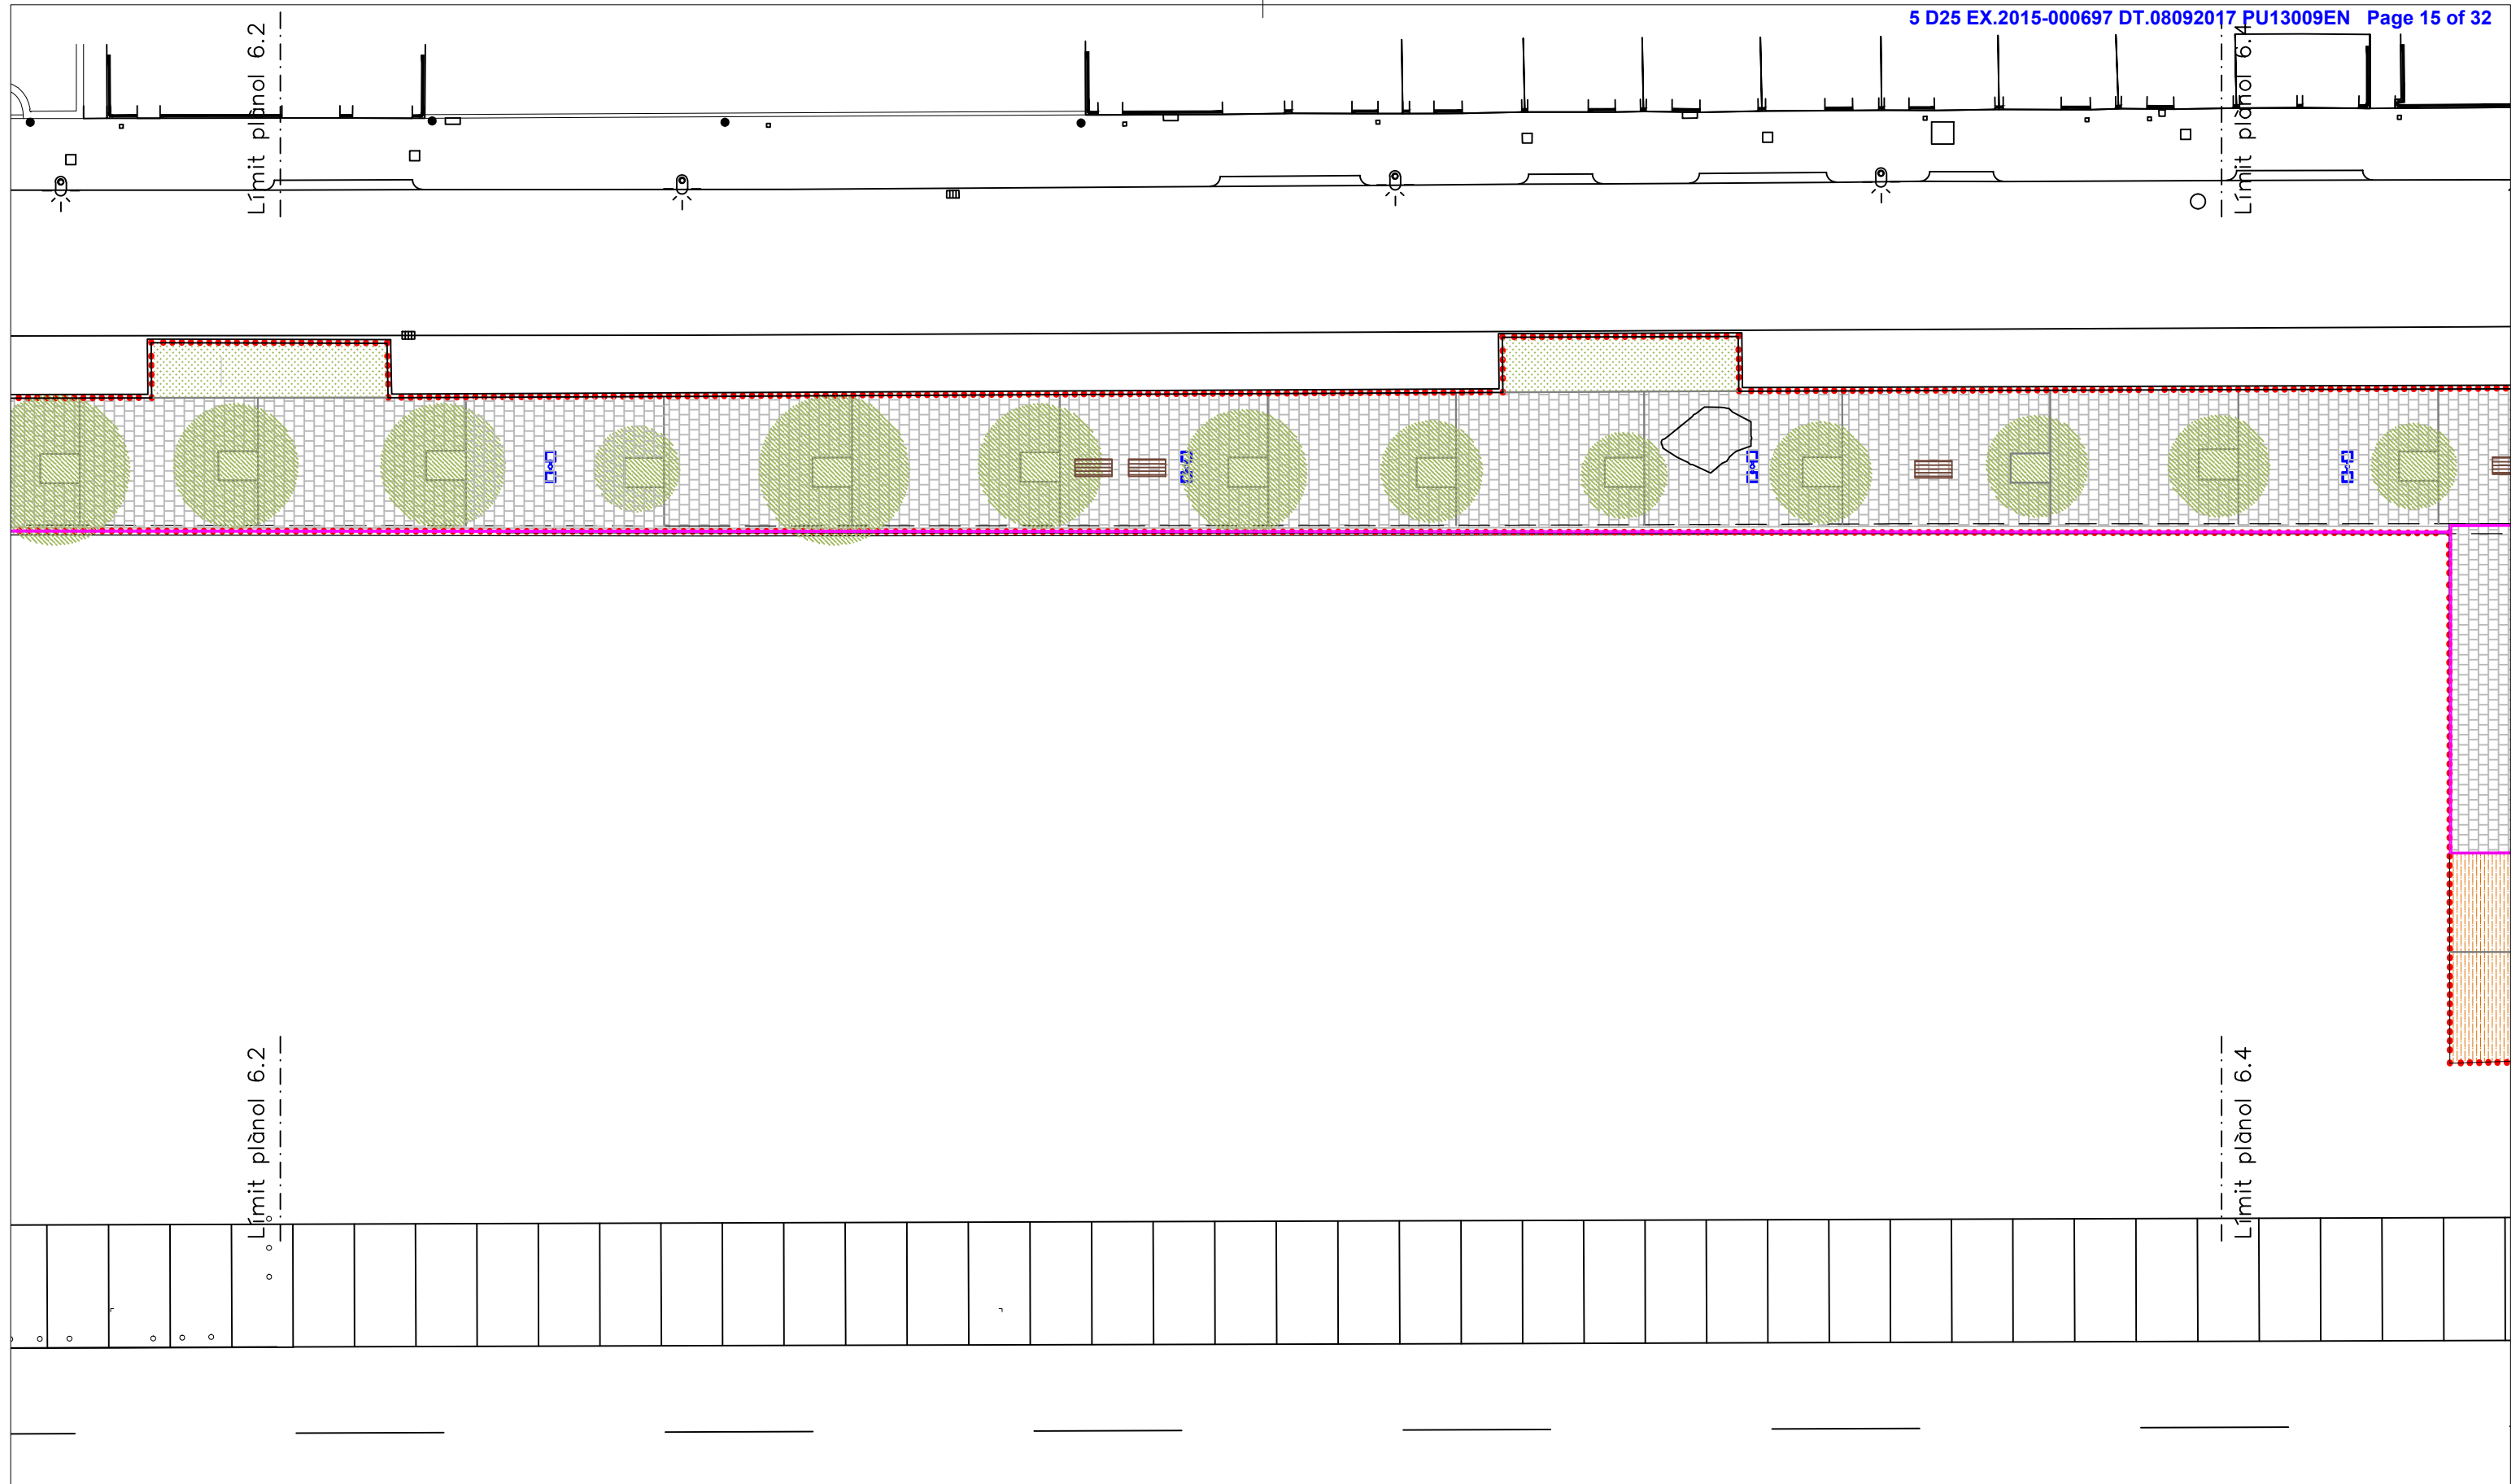 5 D25 EX.2015-000697 DT.08092017 PU13009EN Page 15 of 32
Límit plànol 6.2
Límit plànol 6.4
Límit plànol 6.2
Límit plànol 6.4